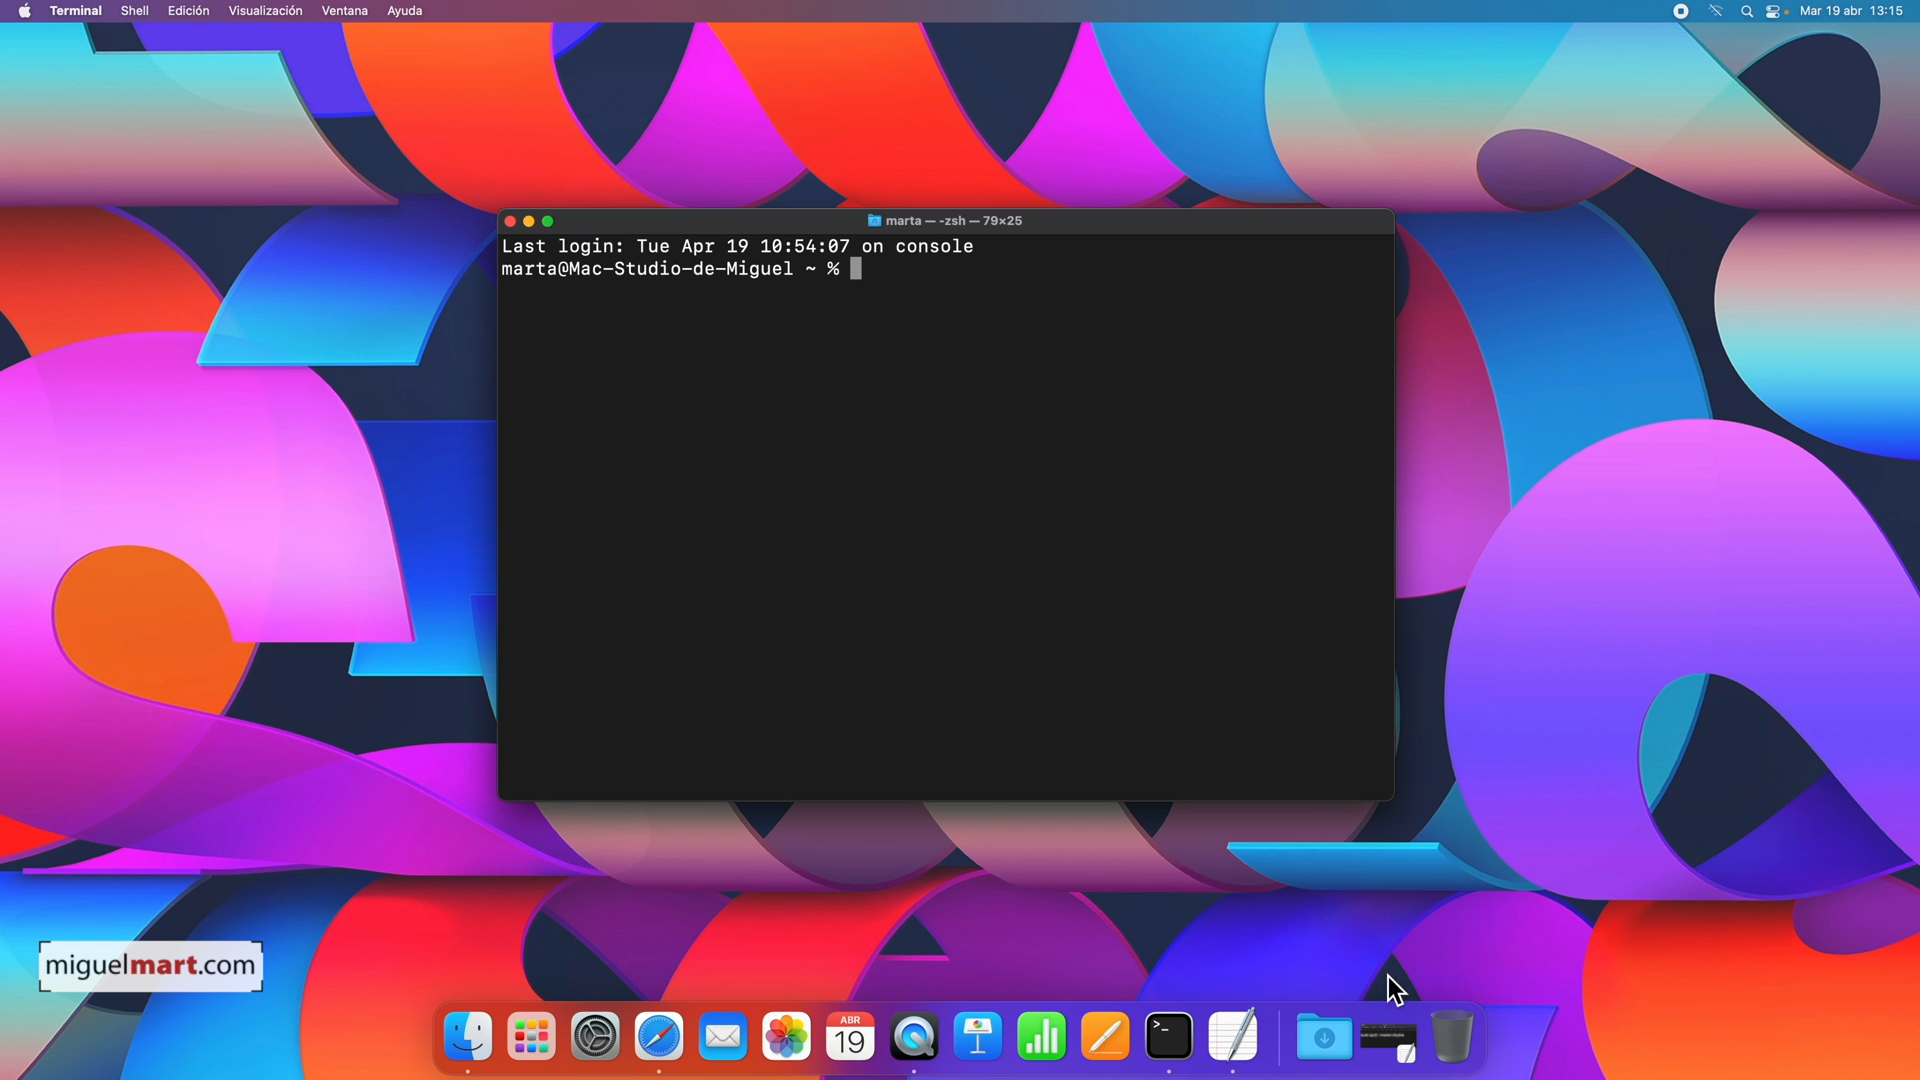 Terminal Shell Edición Visualización Ventana Ayuda
Mar 19 abr 13:15
marta — -zsh — 79×25
Last login: Tue Apr 19 10:54:07 on console
marta@Mac-Studio-de-Miguel ~ %
miguelmart.com
ABR
19
>_